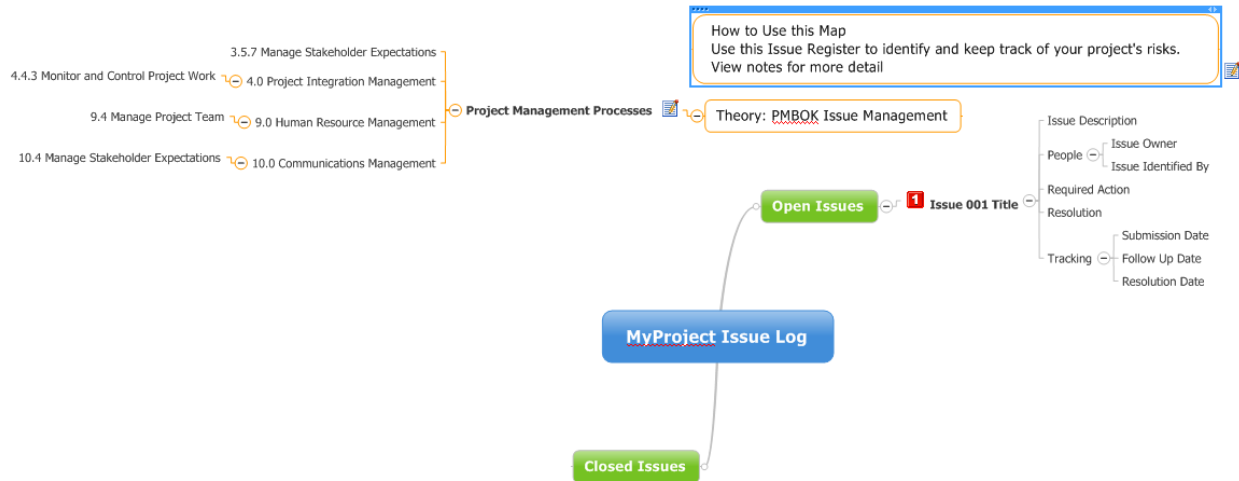 How to Use this Map
Use this Issue Register to identify and keep track of your project's risks.
View notes for more detail
3.5.7 Manage Stakeholder Expectations
4.4.3 Monitor and Control Project Work
4.0 Project Integration Management
9.4 Manage Project Team
9.0 Human Resource Management
10.4 Manage Stakeholder Expectations
10.0 Communications Management
Project Management Processes
Theory: PMBOK Issue Management
Open Issues
1
Issue 001 Title
Issue Description
People
Issue Owner
Issue Identified By
Required Action
Resolution
Tracking
Submission Date
Follow Up Date
Resolution Date
MyProject Issue Log
Closed Issues